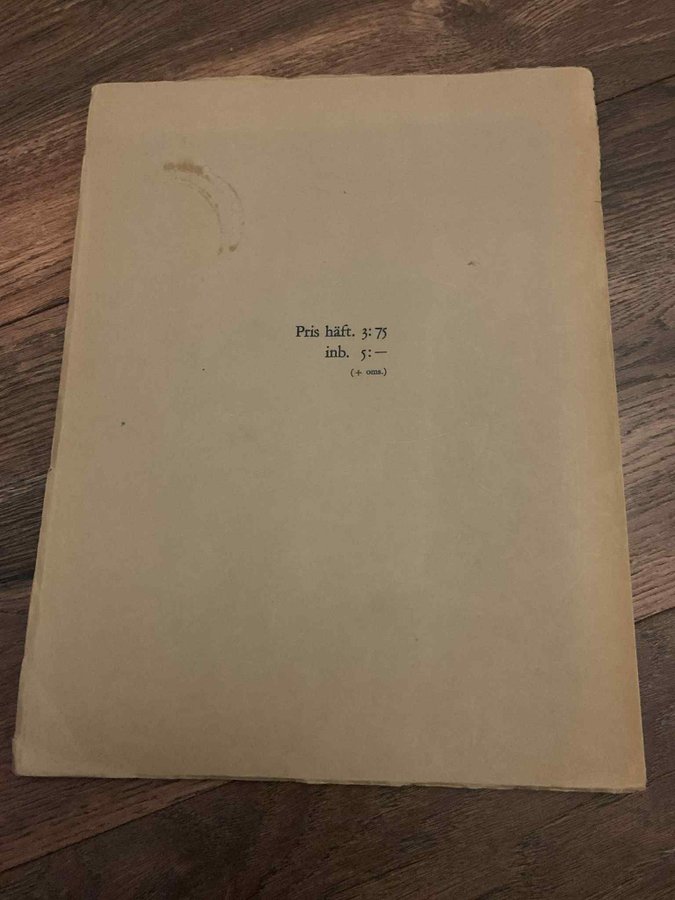 Pris häft. 3: 75
inb. 5: —
(+ oms.)